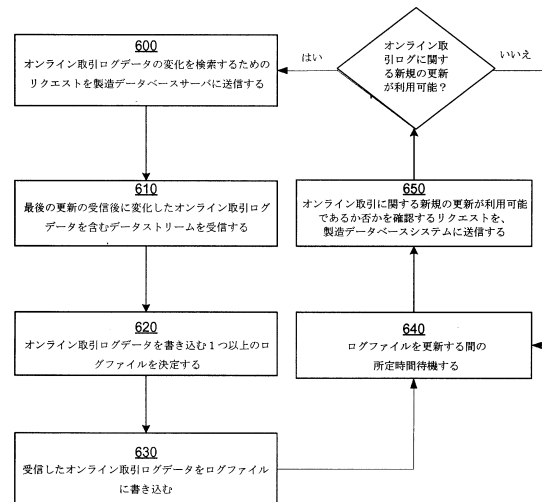 600
オンライン取引ログデータの変化を検索するための
リクエストを製造データベースサーバに送信する
610
最後の更新の受信後に変化したオンライン取引ログ
データを含むデータストリームを受信する
620
オンライン取引ログデータを書き込む1つ以上のロ
グファイルを決定する
630
受信したオンライン取引ログデータをログファイル
に書き込む
640
ログファイルを更新する間の
所定時間待機する
650
オンライン取引に関する新規の更新が利用可能
であるか否かを確認するリクエストを、
製造データベースシステムに送信する
オンライン取
引ログに関す
る新規の更新
が利用可能?
はい
いいえ